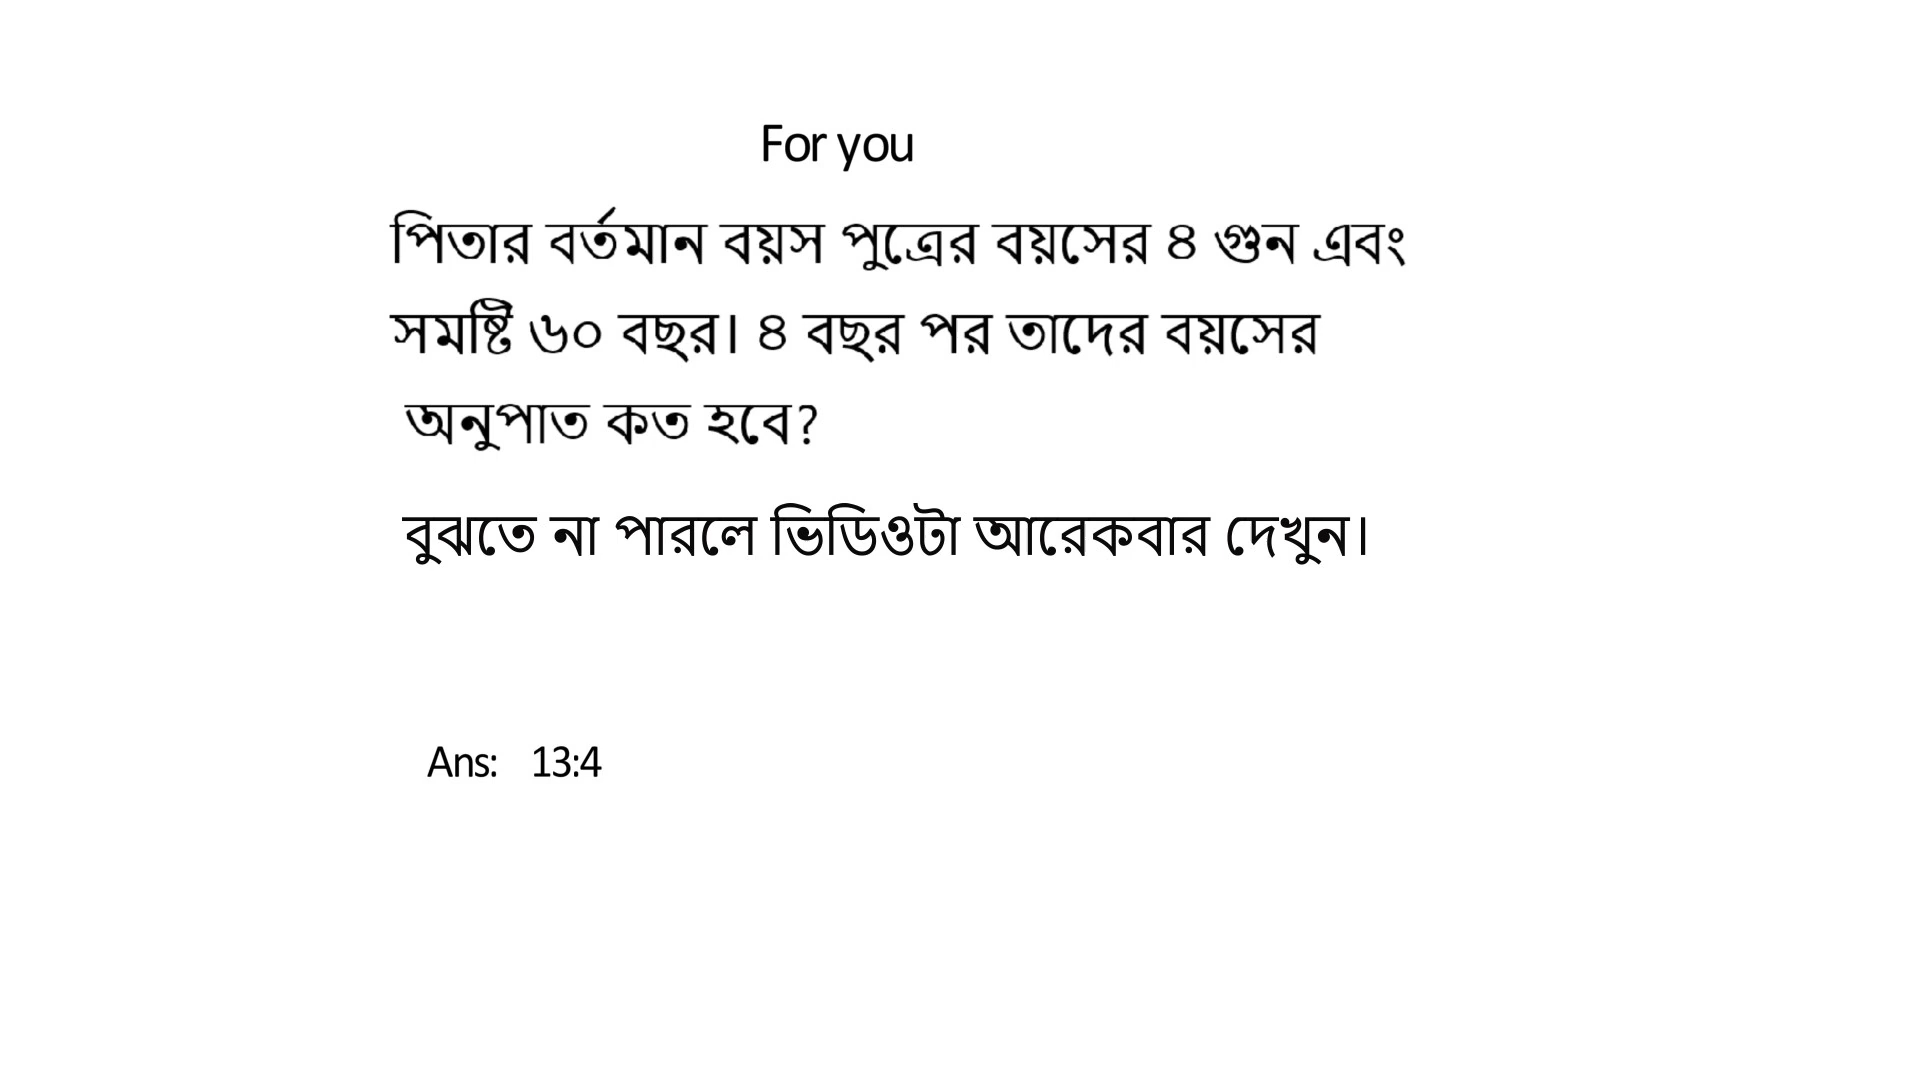 For you
পিতার বর্তমান বয়স পুত্রের বয়সের ৪ গুন এবং
সমষ্টি ৬০ বছর। ৪ বছর পর তাদের বয়সের
অনুপাত কত হবে?
বুঝতে না পারলে ভিডিওটা আরেকবার দেখুন।
Ans: 13:4